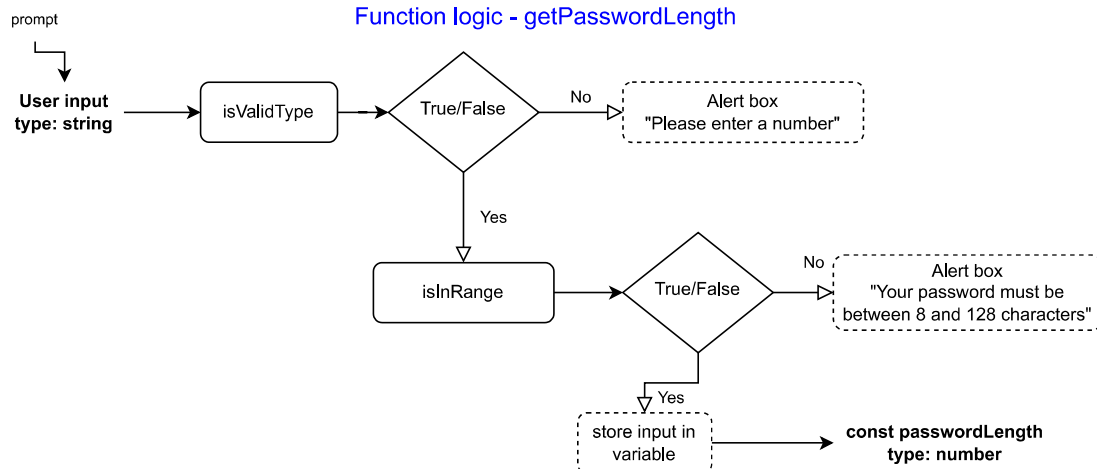 Function logic - getPasswordLength
prompt
User input
type: string
isValidType
True/False
No
Alert box
"Please enter a number"
Yes
isInRange
True/False
No
Alert box
"Your password must be
between 8 and 128 characters"
Yes
store input in
variable
const passwordLength
type: number